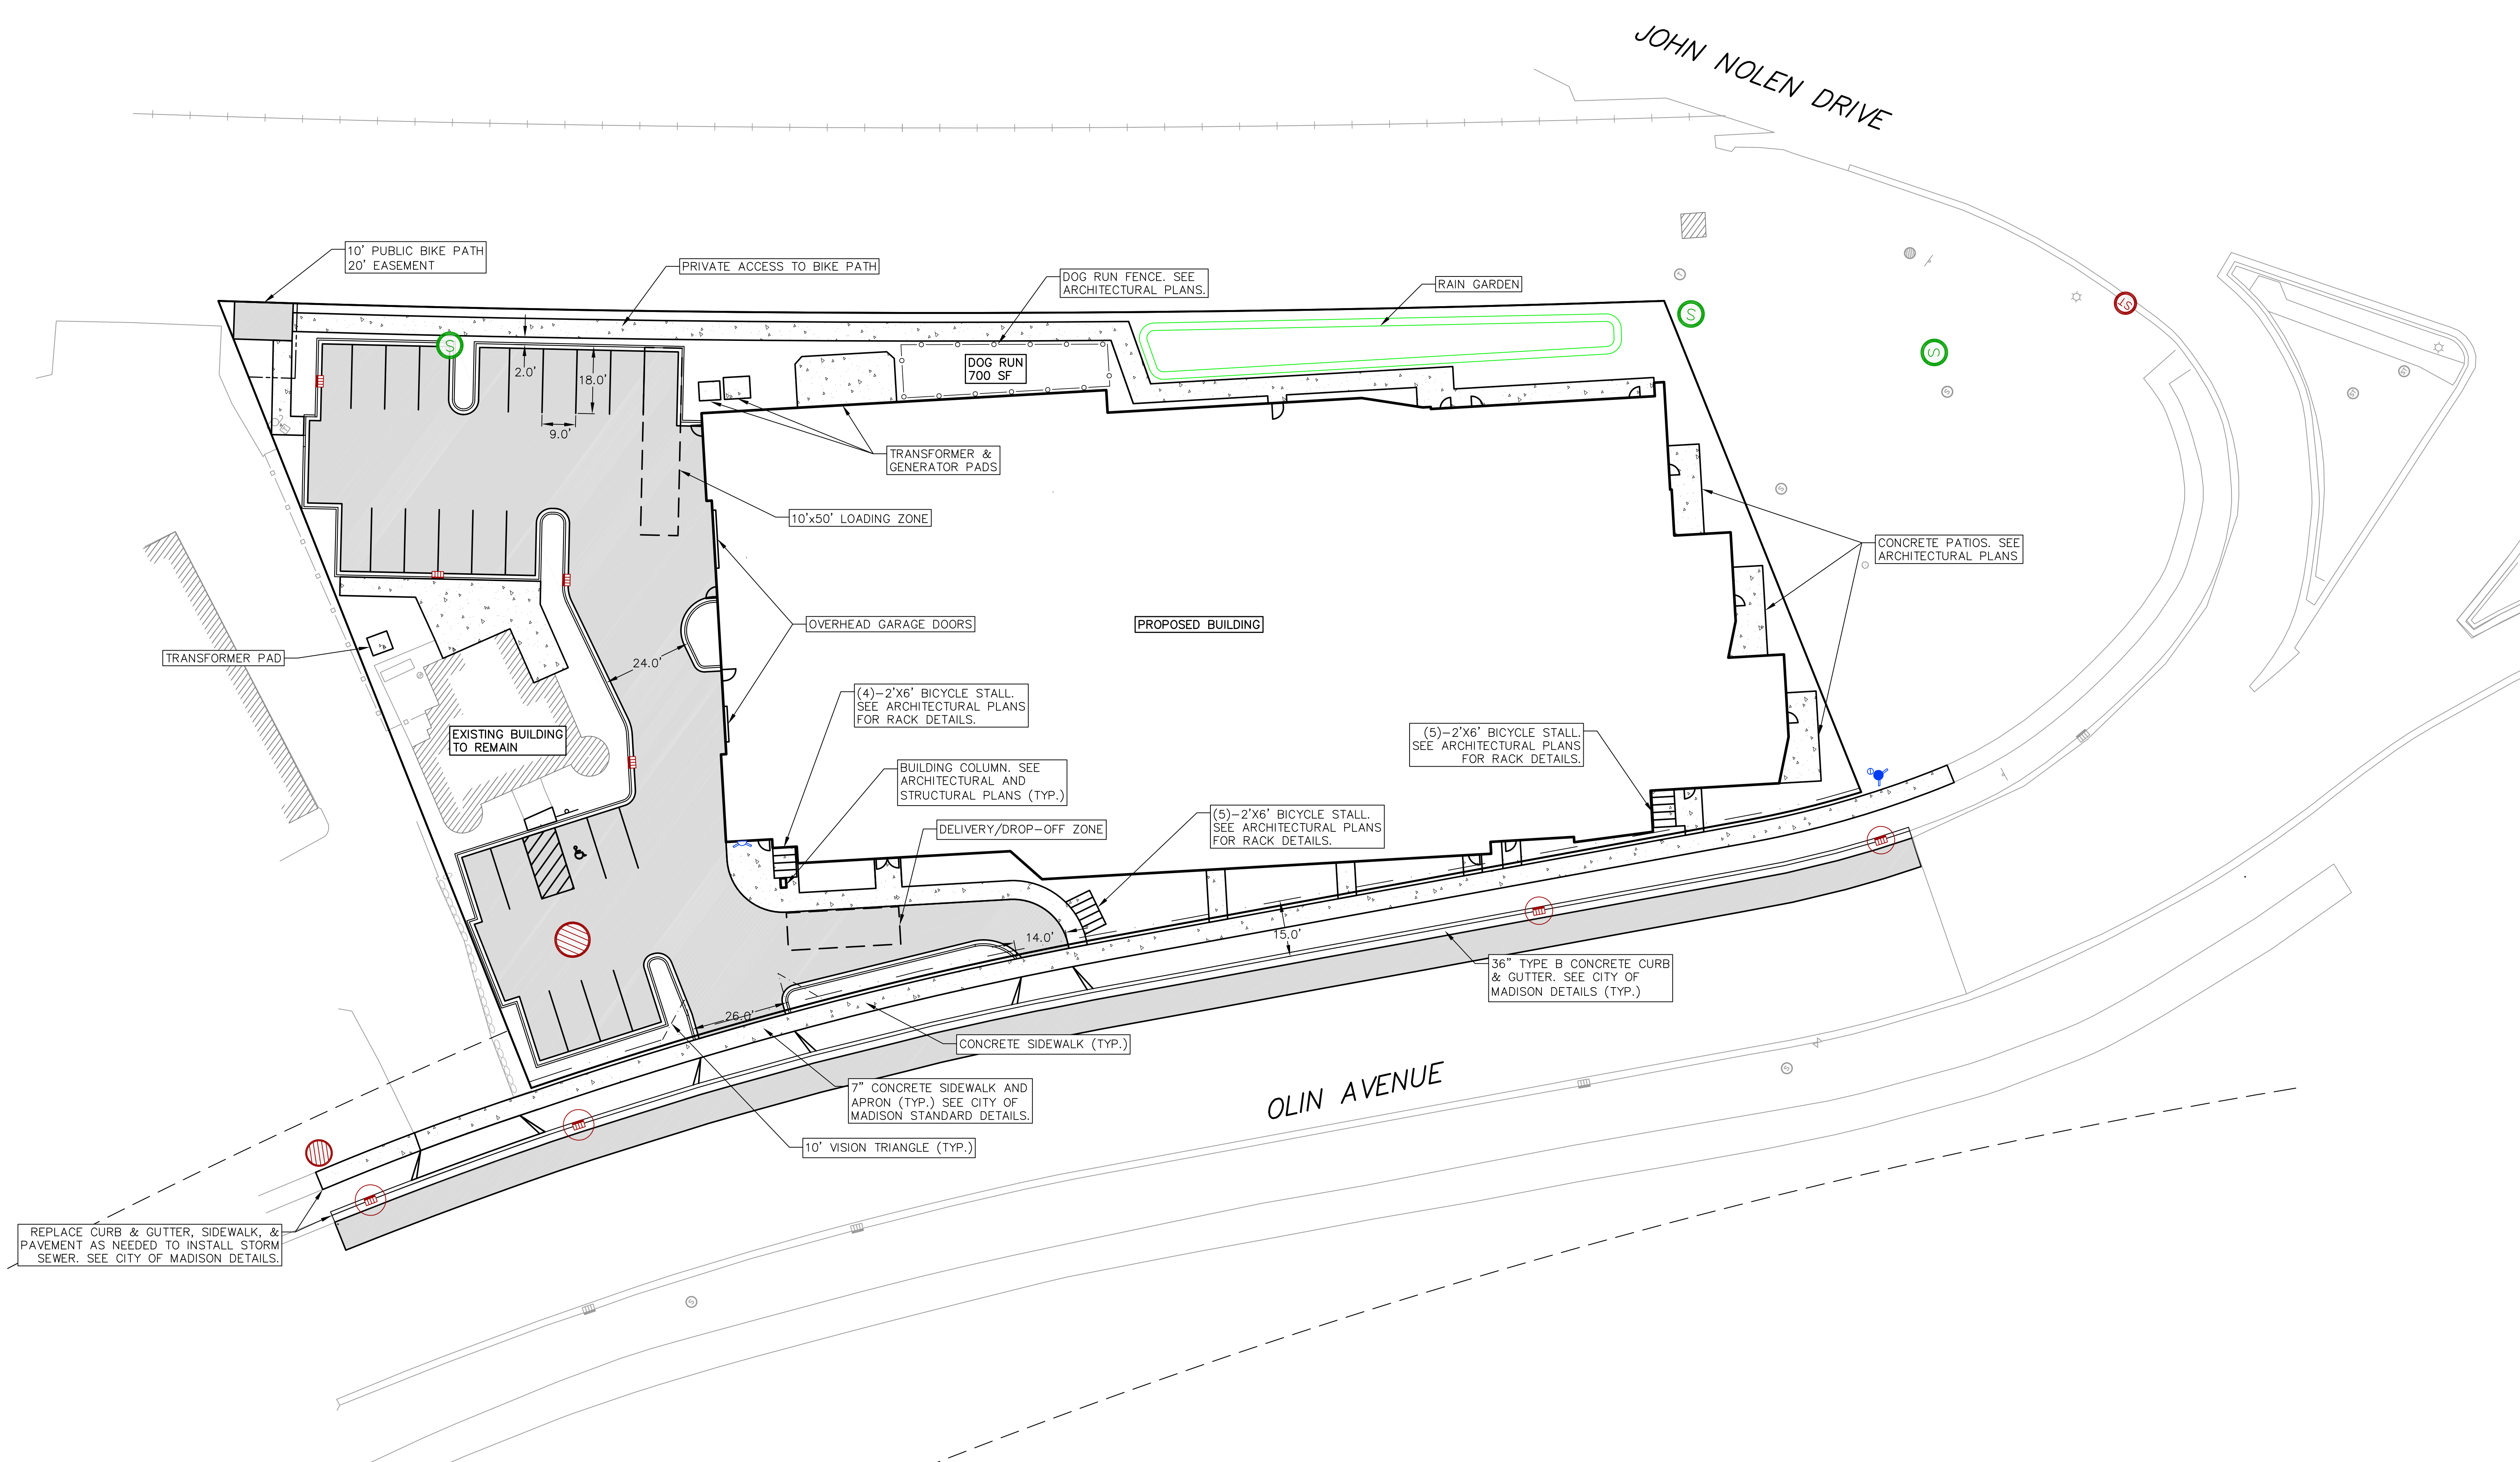 JOHN NOLEN DRIVE
10' PUBLIC BIKE PATH
20' EASEMENT
PRIVATE ACCESS TO BIKE PATH
DOG RUN FENCE. SEE
ARCHITECTURAL PLANS.
RAIN GARDEN
S
S
S
ST
S
T
S
S
DOG RUN
700 SF
2.0'
18.0'
9.0'
TRANSFORMER &
GENERATOR PADS
10'x50' LOADING ZONE
CONCRETE PATIOS. SEE
ARCHITECTURAL PLANS
OVERHEAD GARAGE DOORS
PROPOSED BUILDING
TRANSFORMER PAD
24.0'
(4)-2'X6' BICYCLE STALL.
SEE ARCHITECTURAL PLANS
FOR RACK DETAILS.
EXISTING BUILDING
TO REMAIN
(5)-2'X6' BICYCLE STALL.
SEE ARCHITECTURAL PLANS
FOR RACK DETAILS.
BUILDING COLUMN. SEE
ARCHITECTURAL AND
STRUCTURAL PLANS (TYP.)
(5)-2'X6' BICYCLE STALL.
SEE ARCHITECTURAL PLANS
FOR RACK DETAILS.
DELIVERY/DROP-OFF ZONE
14.0'
15.0'
36" TYPE B CONCRETE CURB
& GUTTER. SEE CITY OF
MADISON DETAILS (TYP.)
26.0'
CONCRETE SIDEWALK (TYP.)
7" CONCRETE SIDEWALK AND
APRON (TYP.) SEE CITY OF
MADISON STANDARD DETAILS.
OLIN AVENUE
10' VISION TRIANGLE (TYP.)
REPLACE CURB & GUTTER, SIDEWALK, &
PAVEMENT AS NEEDED TO INSTALL STORM
SEWER. SEE CITY OF MADISON DETAILS.
S
S